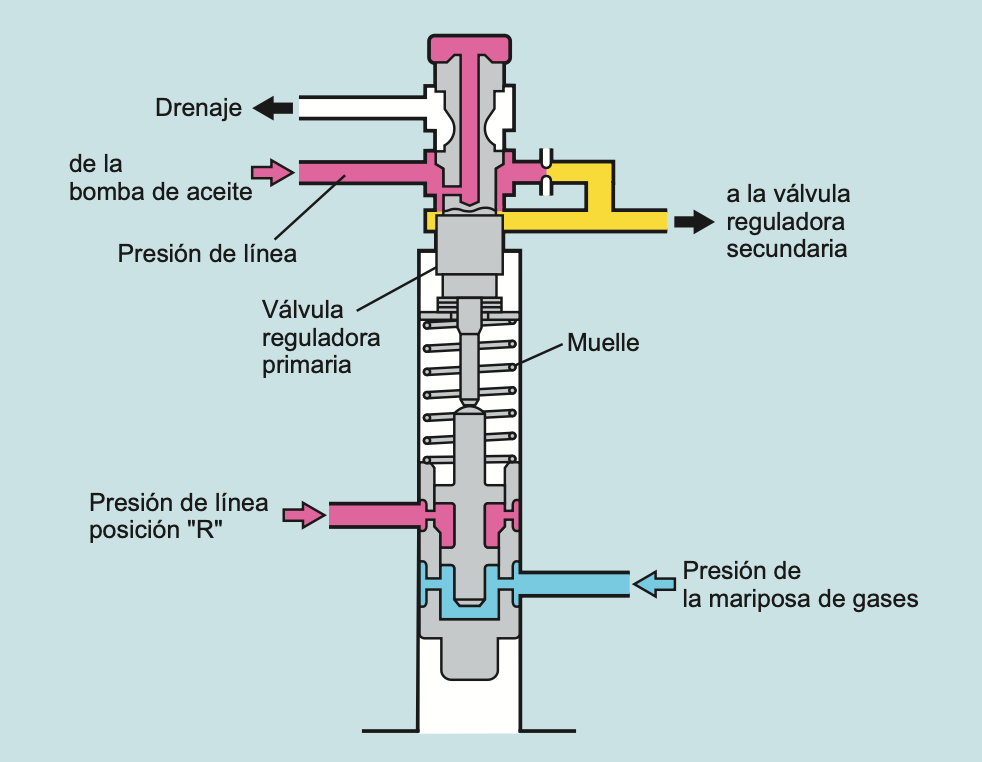 Drenaje
de la
bomba de aceite
Presión de línea
a la válvula
reguladora
secundaria
Válvula
reguladora
primaria
Muelle
Presión de línea
posición "R"
Presión de
la mariposa de gases